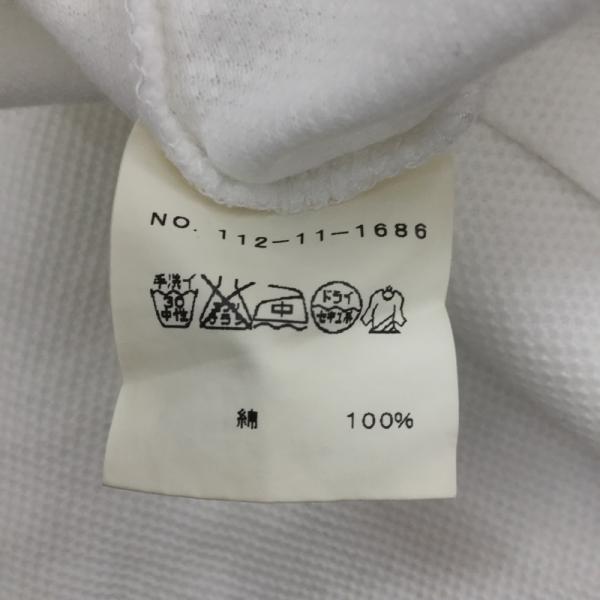 NO. 112-11-1686
手洗イ
30
中性
エンソ
サラシ
中
ドライ
セキユ系
綿 100%